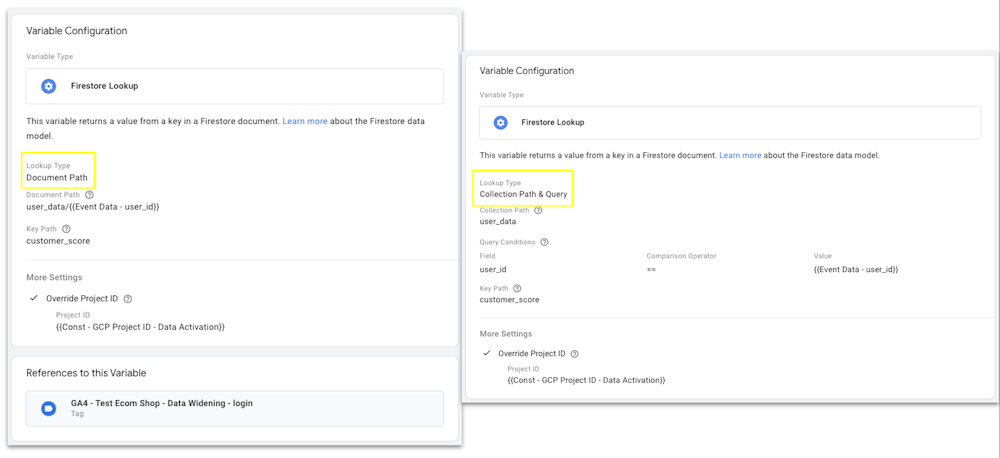 Variable Configuration
Variable Type
Firestore Lookup
This variable returns a value from a key in a Firestore document. Learn more about the Firestore data
model.
Lookup Type
Document Path
Document Path
user_data/{{Event Data - user_id}}
Key Path
customer_score
More Settings
Override Project ID
Project ID
{{Const - GCP Project ID - Data Activation}}
References to this Variable
GA4 - Test Ecom Shop - Data Widening - login
Tag
Variable Configuration
Variable Type
Firestore Lookup
This variable returns a value from a key in a Firestore document. Learn more about the Firestore data model.
Lookup Type
Collection Path & Query
Collection Path
user_data
Query Conditions
Field Comparison Operator Value
user_id == {{Event Data - user_id}}
Key Path
customer_score
More Settings
Override Project ID
Project ID
{{Const - GCP Project ID - Data Activation}}